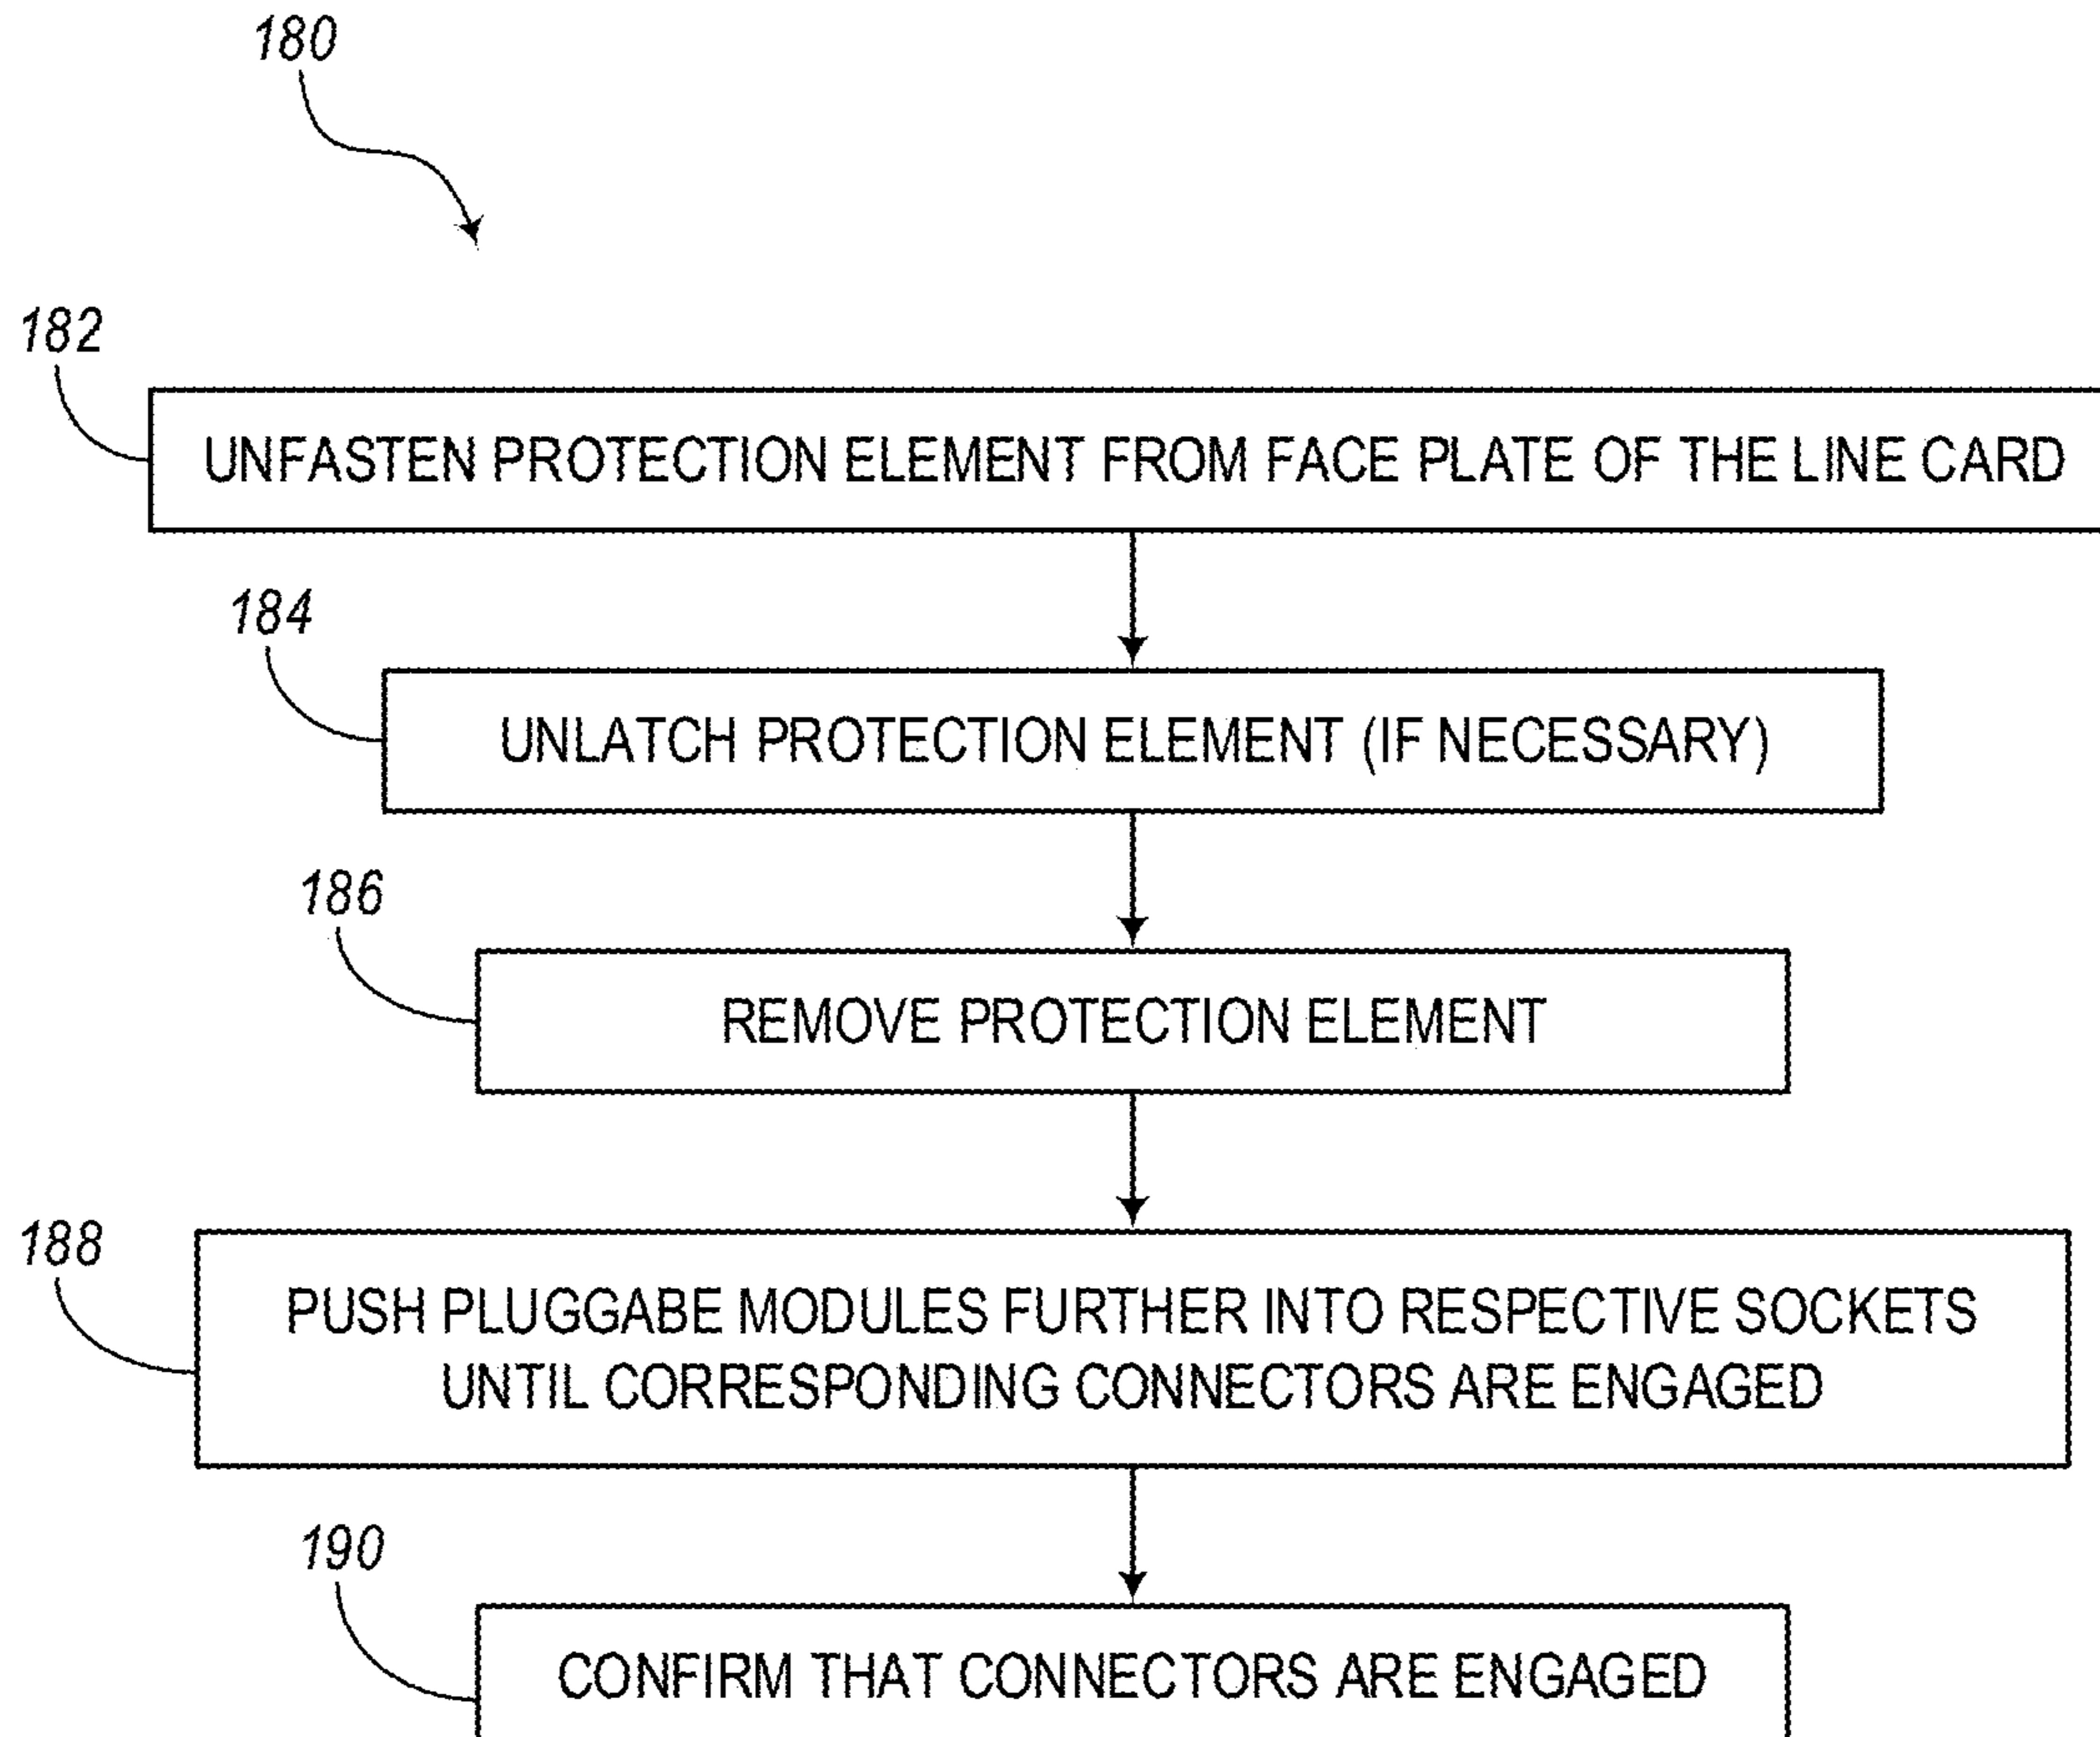 180
182
UNFASTEN PROTECTION ELEMENT FROM FACE PLATE OF THE LINE CARD
184
UNLATCH PROTECTION ELEMENT (IF NECESSARY)
186
REMOVE PROTECTION ELEMENT
188
PUSH PLUGGABE MODULES FURTHER INTO RESPECTIVE SOCKETS
UNTIL CORRESPONDING CONNECTORS ARE ENGAGED
190
CONFIRM THAT CONNECTORS ARE ENGAGED